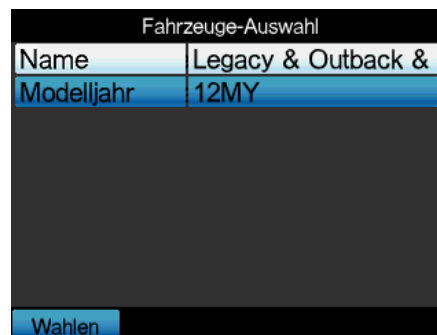 Fahrzeuge-Auswahl
Name Legacy & Outback &
Modelljahr 12MY
Wahlen